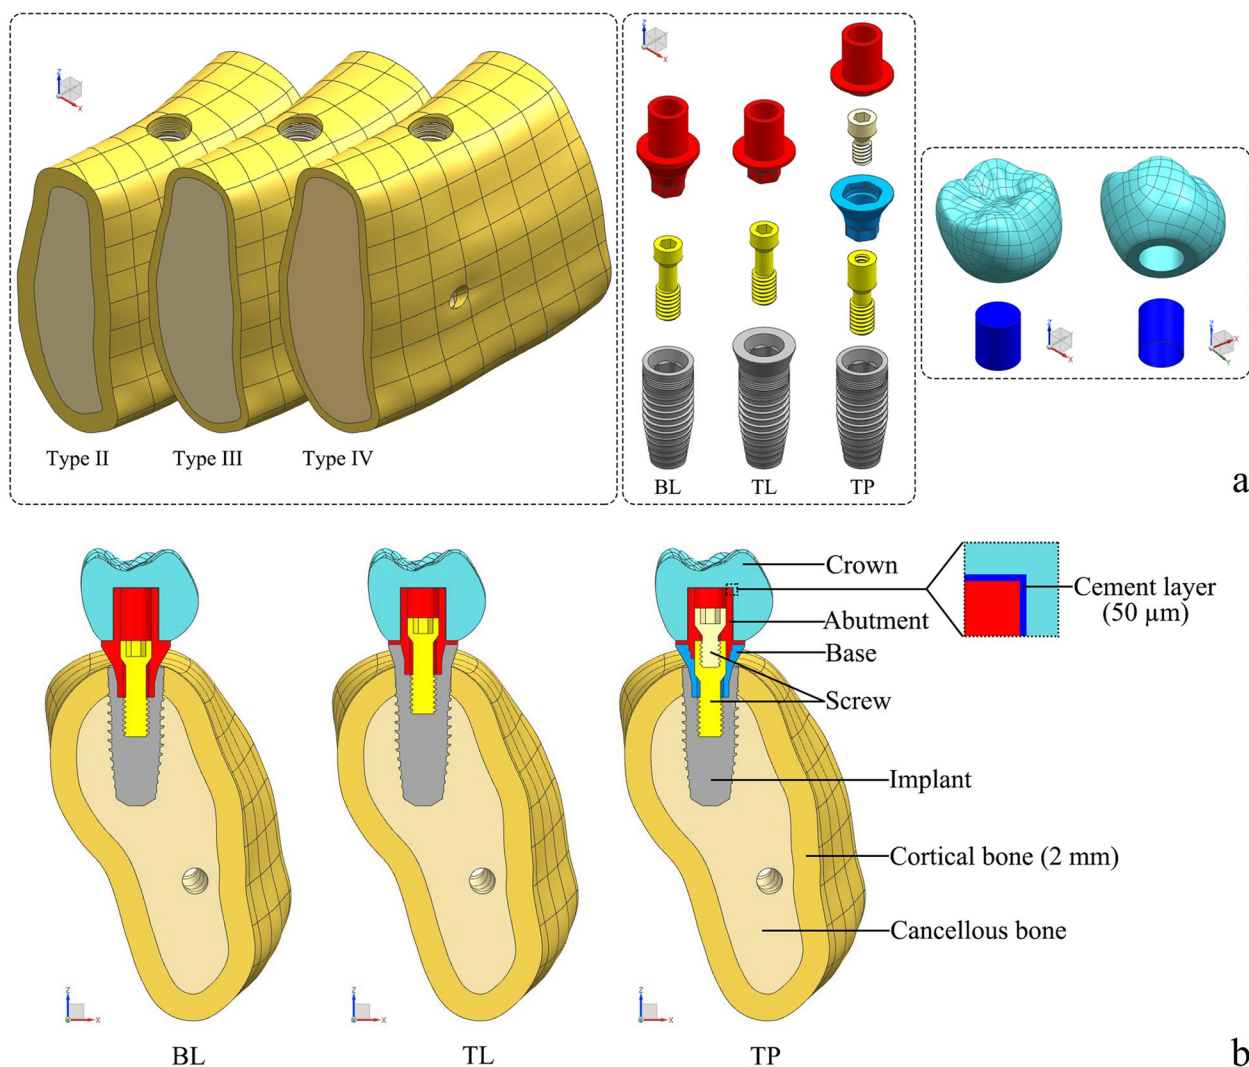 Z
X
Type II
Type III
Type IV
Z
X
BL
TL
TP
Z
X
Z
X
Y
a
Crown
Abutment
Base
Screw
Implant
Cortical bone (2 mm)
Cancellous bone
Cement layer
(50 µm)
Z
X
BL
Z
X
TL
Z
X
TP
b